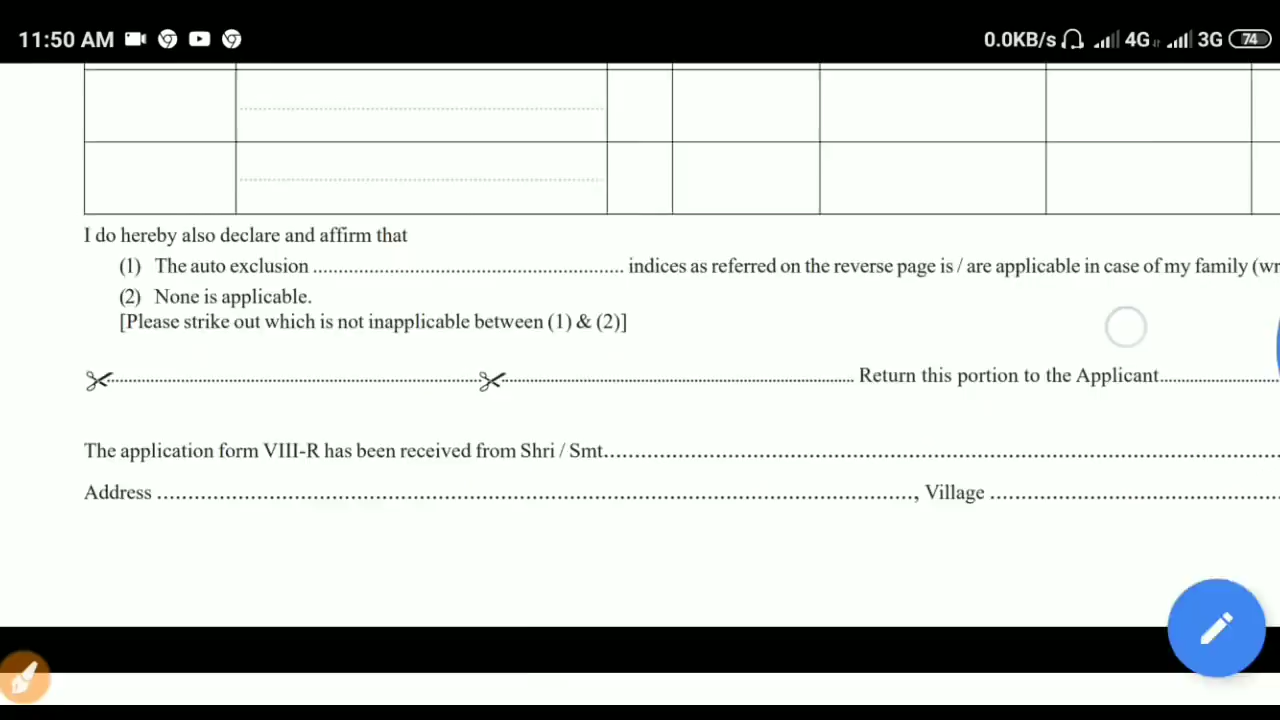 11:50 AM 0.0KB/s 4G 3G 74
I do hereby also declare and affirm that
(1) The auto exclusion .............................................................. indices as referred on the reverse page is / are applicable in case of my family (wr
(2) None is applicable.
[Please strike out which is not inapplicable between (1) & (2)]
.......................................................................... Return this portion to the Applicant........................
The application form VIII-R has been received from Shri / Smt..........................................................................
Address .........................................................................................., Village ...................................